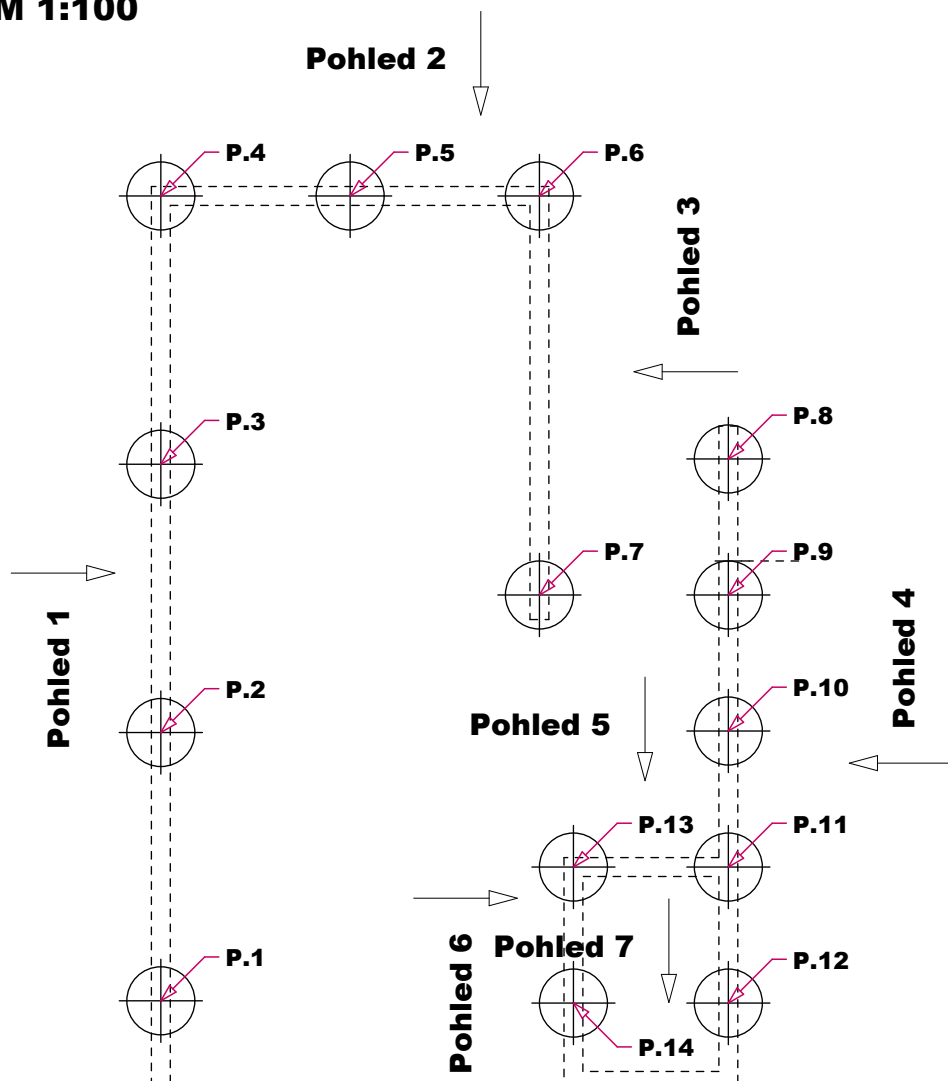 M 1:100
Pohled 2
P.4
P.5
P.6
Pohled 3
P.3
P.8
P.7
P.9
Pohled 1
Pohled 4
P.2
P.10
Pohled 5
P.13
P.11
P.1
Pohled 6
Pohled 7
P.12
P.14